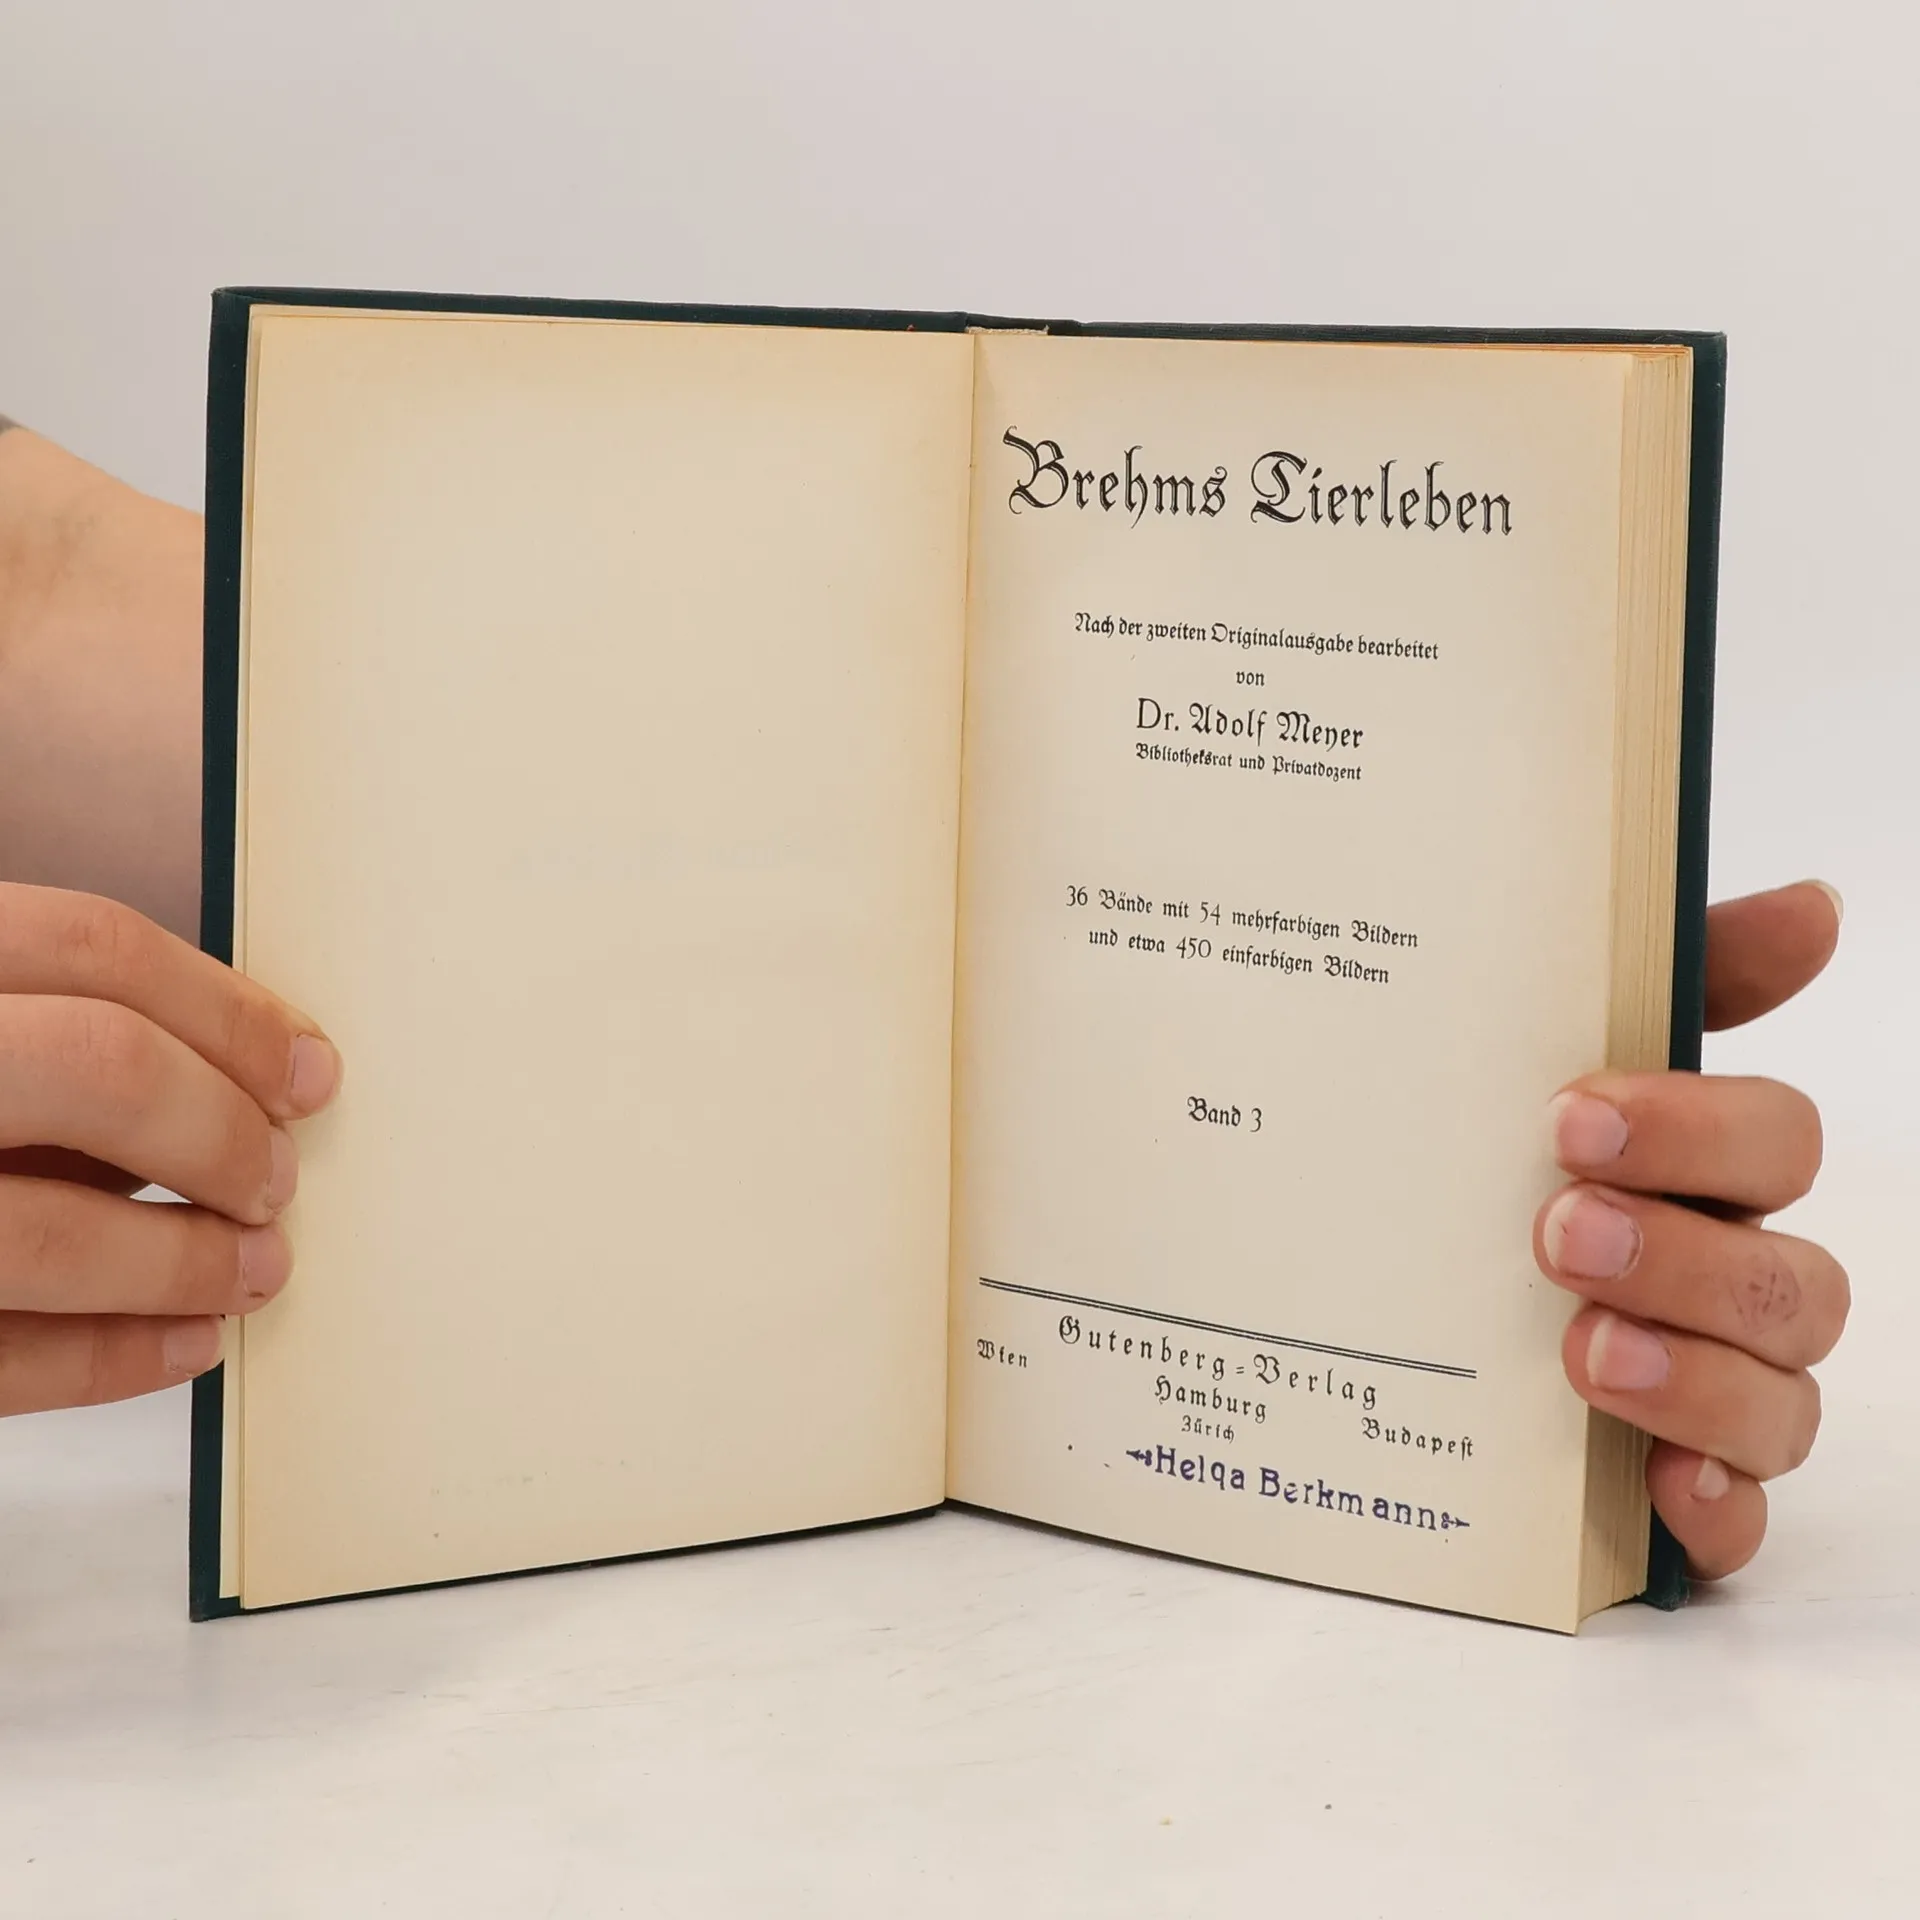 Brehms Tierleben
Nach der zweiten Originalausgabe bearbeitet
von
Dr. Adolf Meyer
Bibliotheksrat und Privatdozent
36 Bände mit 54 mehrfarbigen Bildern
und etwa 450 einfarbigen Bildern
Band 3
Gutenberg=Verlag
Wien Hamburg Budapest
Zürich
Helga Berkmann